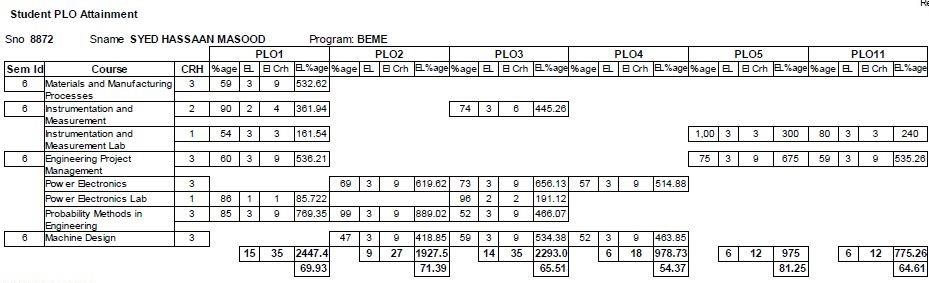 Re
Student PLO Attainment
Sno 8872 Sname SYED HASSAAN MASOOD Program: BEME
PLO1 PLO2 PLO3 PLO4 PLO5 PLO11
Sem Id Course CRH %age EL El Crh EL%age %age EL El Crh EL%age %age EL El Crh EL%age %age EL El Crh EL%age %age EL El Crh EL%age %age EL El Crh EL%age
6 Materials and Manufacturing Processes 3 59 3 9 532.62
6 Instrumentation and Measurement 2 90 2 4 361.94 74 3 6 445.26
Instrumentation and Measurement Lab 1 54 3 3 161.54 1,00 3 3 300 80 3 3 240
6 Engineering Project Management 3 60 3 9 536.21 75 3 9 675 59 3 9 535.26
Power Electronics 3 69 3 9 619.62 73 3 9 656.13 57 3 9 514.88
Power Electronics Lab 1 86 1 1 85.722 96 2 2 191.12
Probability Methods in Engineering 3 85 3 9 769.35 99 3 9 889.02 52 3 9 466.07
6 Machine Design 3 47 3 9 418.85 59 3 9 534.38 52 3 9 463.85
15 35 2447.4 9 27 1927.5 14 35 2293.0 6 18 978.73 6 12 975 6 12 775.26
69.93 71.39 65.51 54.37 81.25 64.61